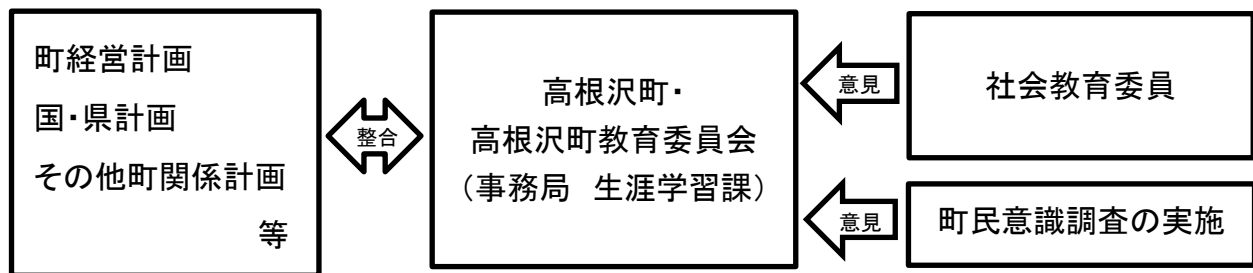 町経営計画
国・県計画
その他町関係計画
等
整合
高根沢町・
高根沢町教育委員会
（事務局　生涯学習課）
意見
社会教育委員
意見
町民意識調査の実施